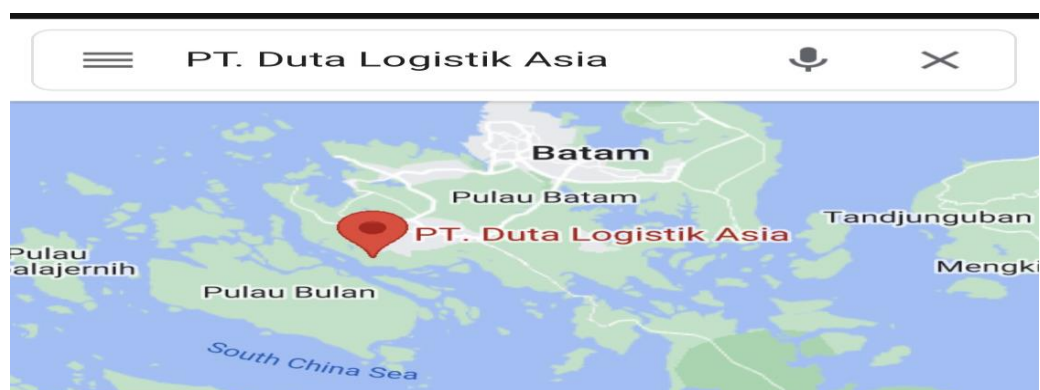 PT. Duta Logistik Asia
Batam
Pulau Batam
Tandjunguban
PT. Duta Logistik Asia
Pulau
alajernih
Mengki
Pulau Bulan
South China Sea